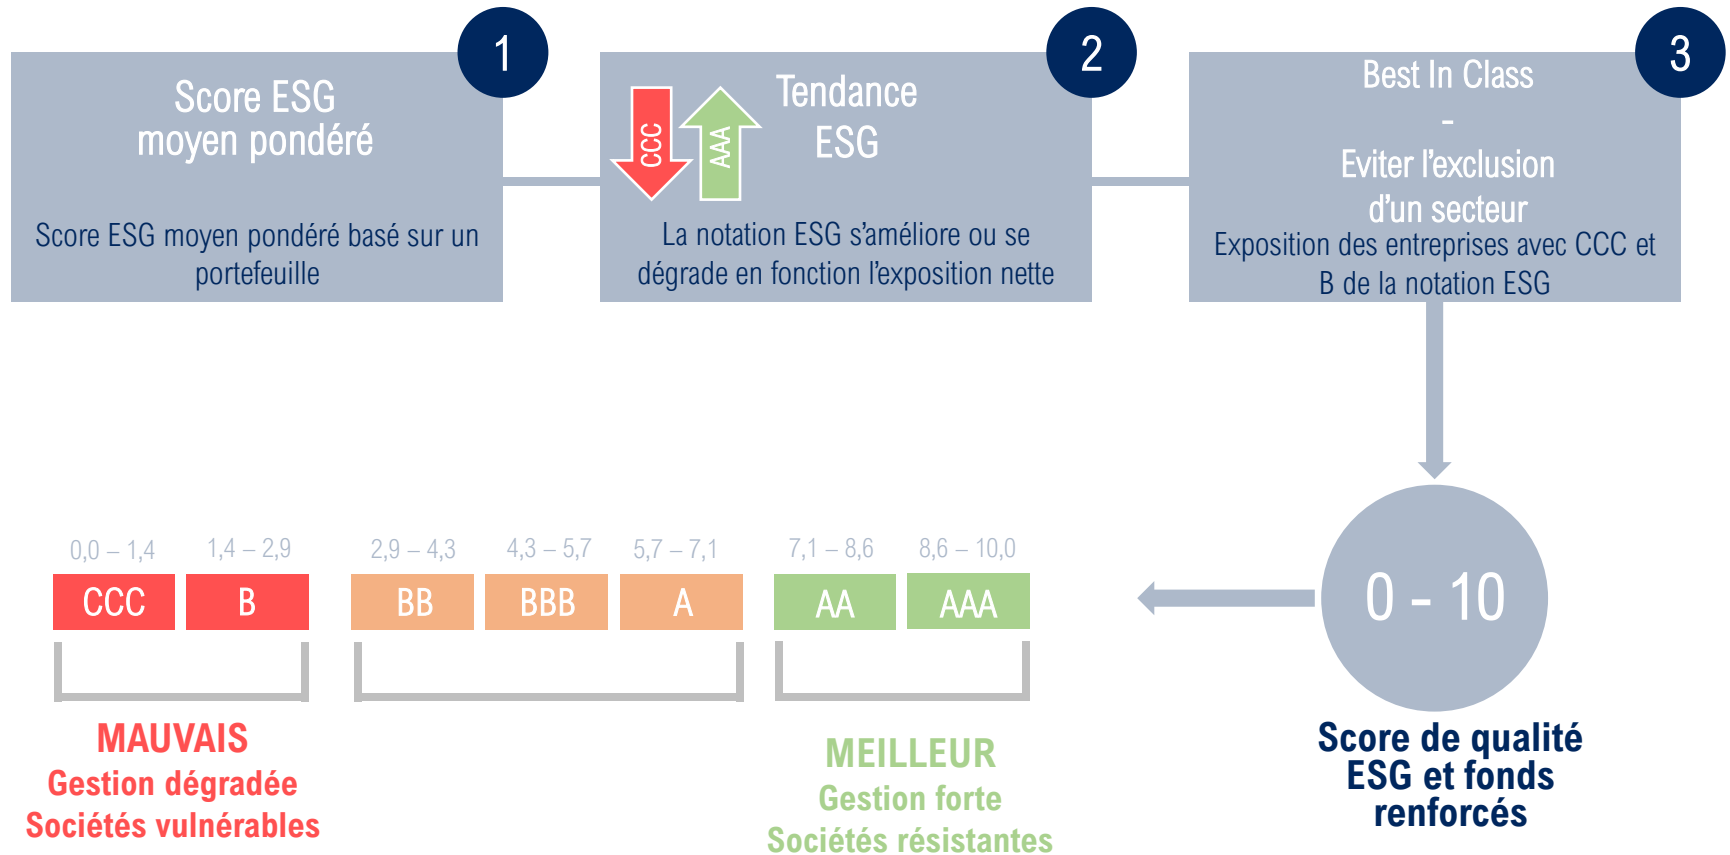 1
Score ESG
moyen pondéré
Score ESG moyen pondéré basé sur un
portefeuille
2
CCC
AAA
Tendance
ESG
La notation ESG s’améliore ou se
dégrade en fonction l’exposition nette
3
Best In Class
-
Eviter l’exclusion
d’un secteur
Exposition des entreprises avec CCC et
B de la notation ESG
0 - 10
Score de qualité
ESG et fonds
renforcés
0,0 – 1,4
1,4 – 2,9
2,9 – 4,3
4,3 – 5,7
5,7 – 7,1
7,1 – 8,6
8,6 – 10,0
CCC
B
BB
BBB
A
AA
AAA
MAUVAIS
Gestion dégradée
Sociétés vulnérables
MEILLEUR
Gestion forte
Sociétés résistantes